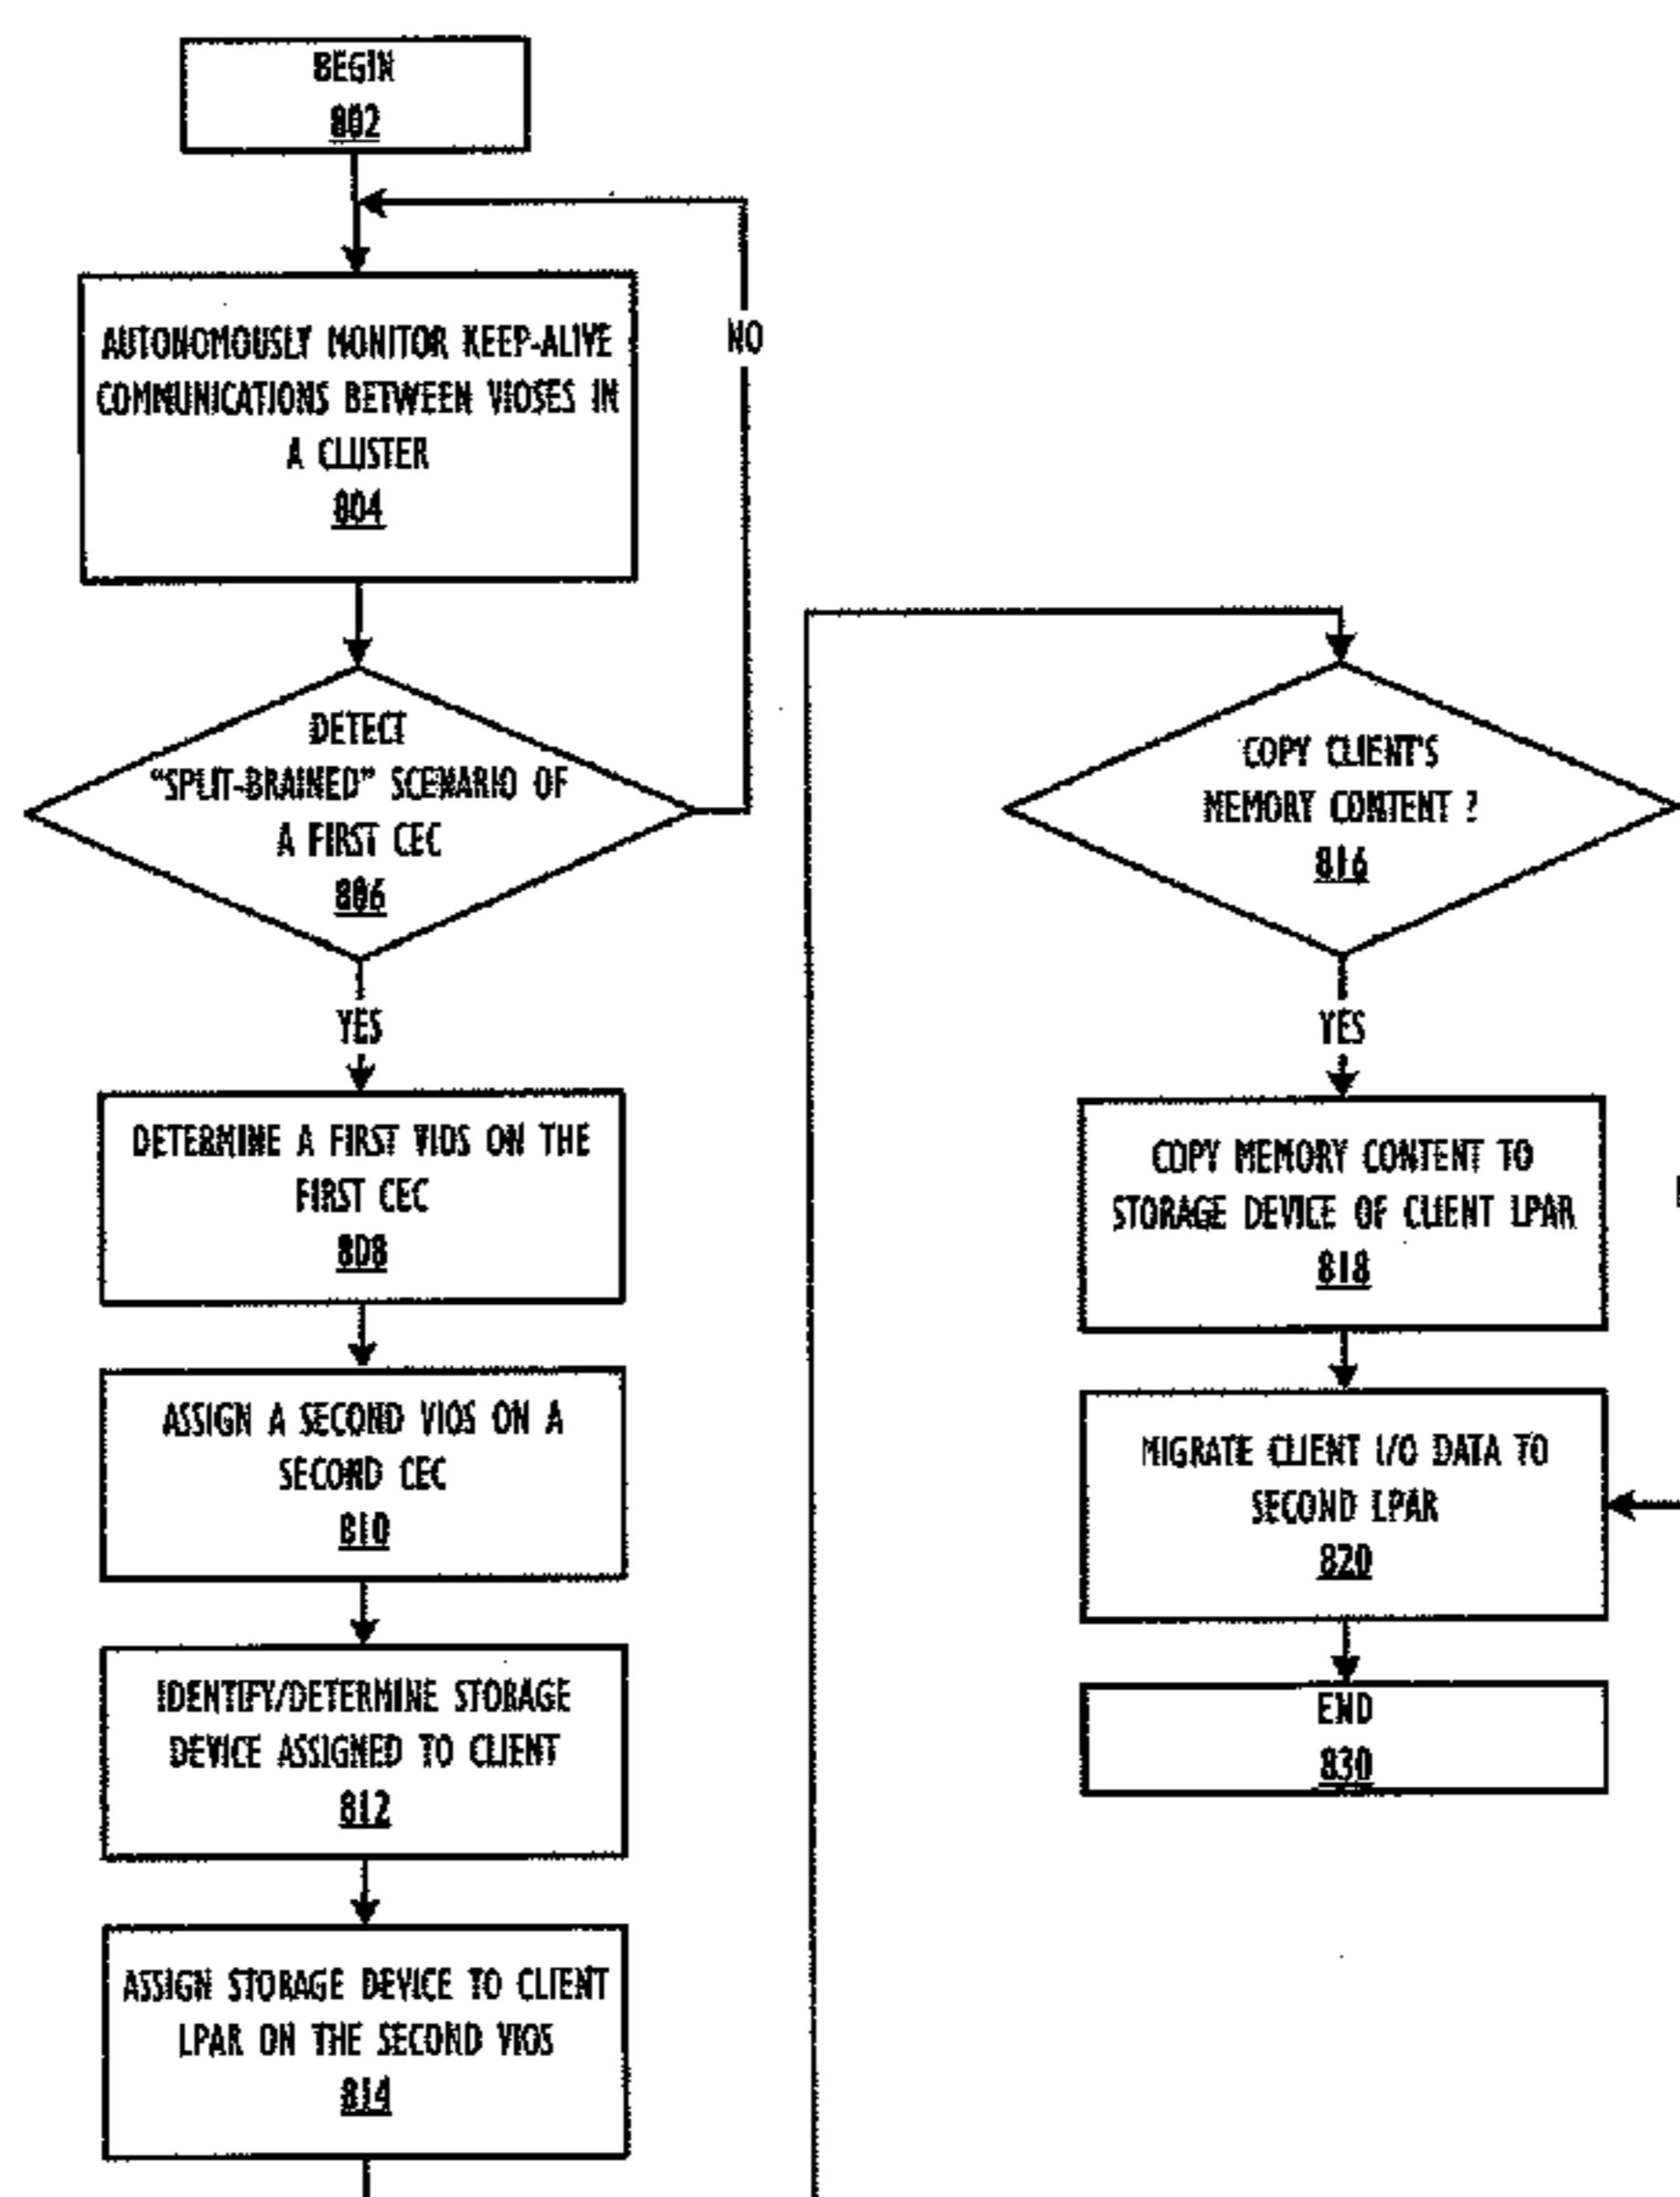 BEGIN
802
AUTONOMOUSLY MONITOR KEEP-ALIVE
COMMUNICATIONS BETWEEN VIOSES IN
A CLUSTER
804
NO
DETECT
"SPLIT-BRAINED" SCENARIO OF
A FIRST CEC
806
YES
DETERMINE A FIRST VIOS ON THE
FIRST CEC
808
ASSIGN A SECOND VIOS ON A
SECOND CEC
810
IDENTIFY/DETERMINE STORAGE
DEVICE ASSIGNED TO CLIENT
812
ASSIGN STORAGE DEVICE TO CLIENT
LPAR ON THE SECOND VIOS
814
COPY CLIENT'S
MEMORY CONTENT ?
816
YES
COPY MEMORY CONTENT TO
STORAGE DEVICE OF CLIENT LPAR
818
MIGRATE CLIENT I/O DATA TO
SECOND LPAR
820
END
830